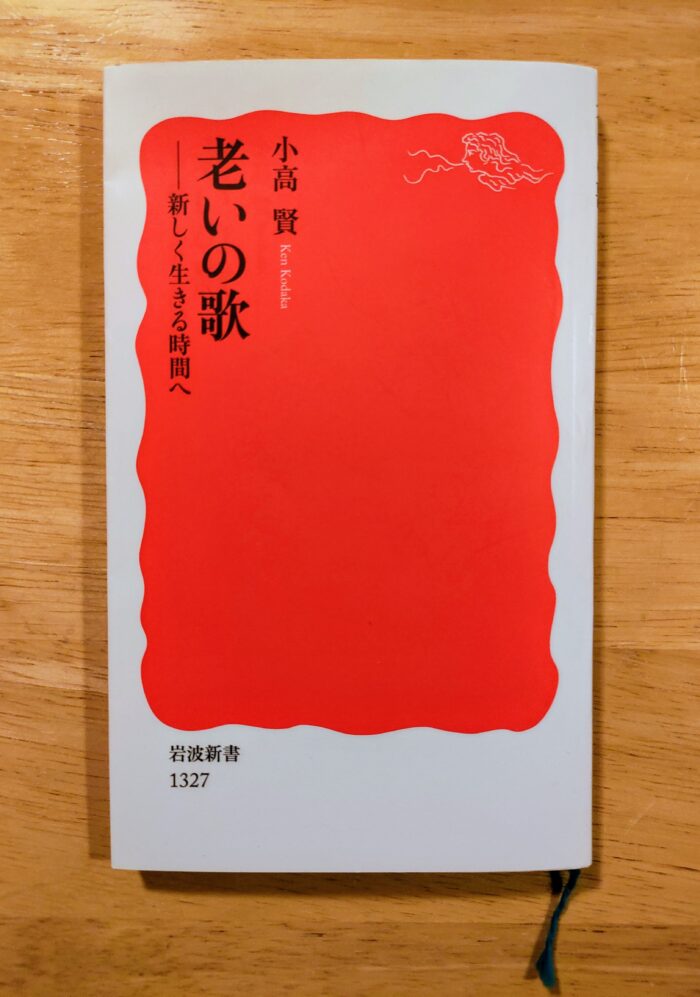 小高 賢
Ken Kodaka
老いの歌
——新しく生きる時間へ
岩波新書
1327